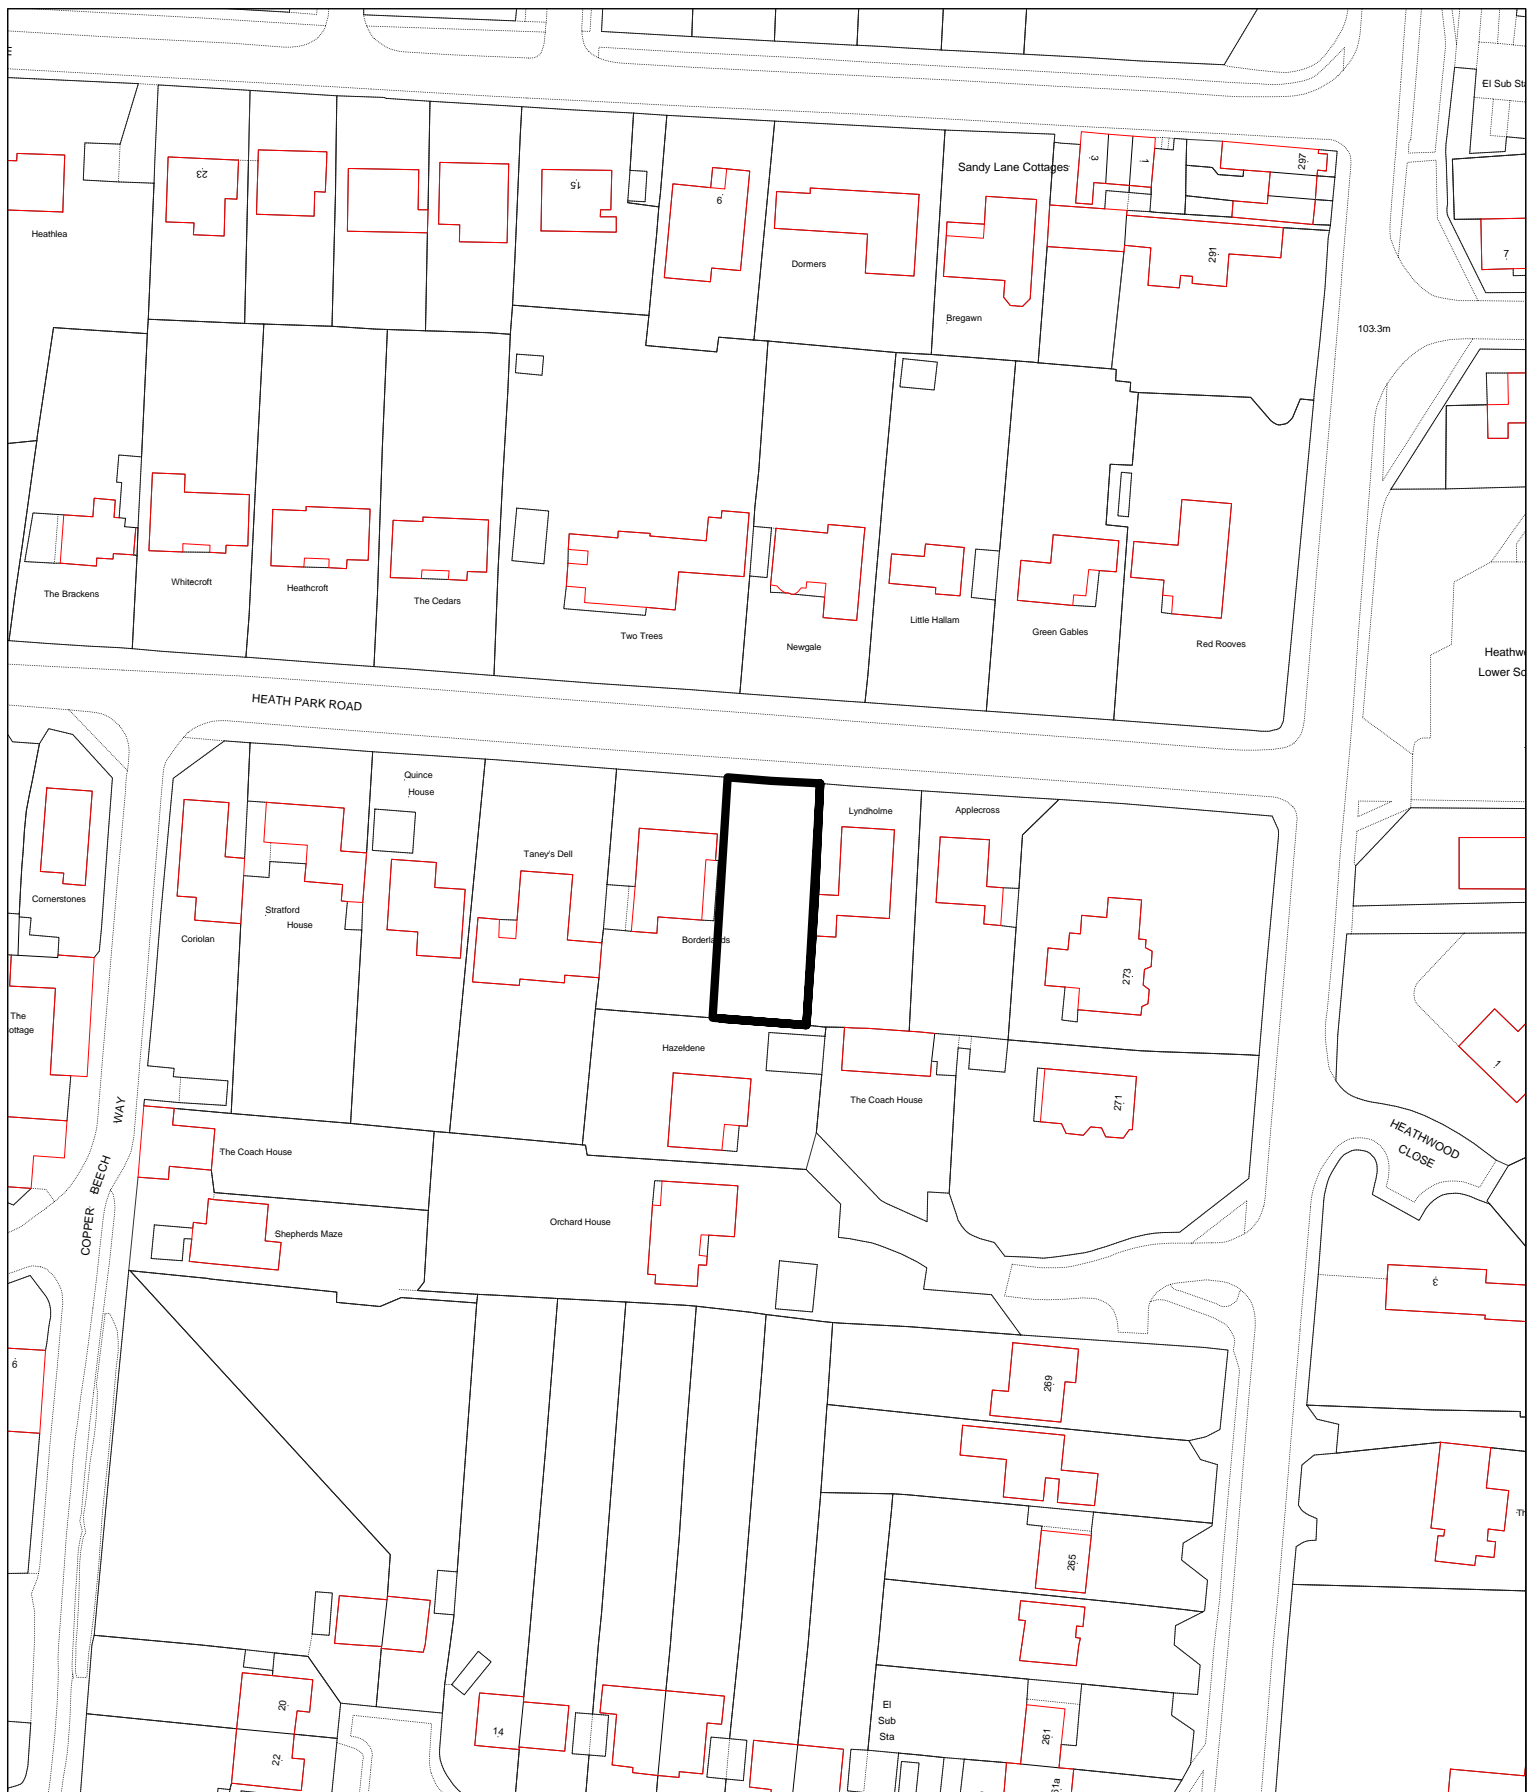 El Sub Sta
23
15
9
Sandy Lane Cottages
3
1
297
Heathlea
Dormers
291
7
Bregawn
103.3m
The Brackens
Whitecroft
Heathcroft
The Cedars
Two Trees
Newgale
Little Hallam
Green Gables
Red Rooves
Lower Sc
HEATH PARK ROAD
Quince
House
Lyndholme
Applecross
Taney's Dell
Cornerstones
Stratford
House
Coriolan
Borderlands
273
The
ottage
Hazeldene
The Coach House
271
1
COPPER BEECH WAY
The Coach House
HEATHWOOD
CLOSE
Orchard House
Shepherds Maze
3
269
265
20
22
14
El
Sub
Sta
261